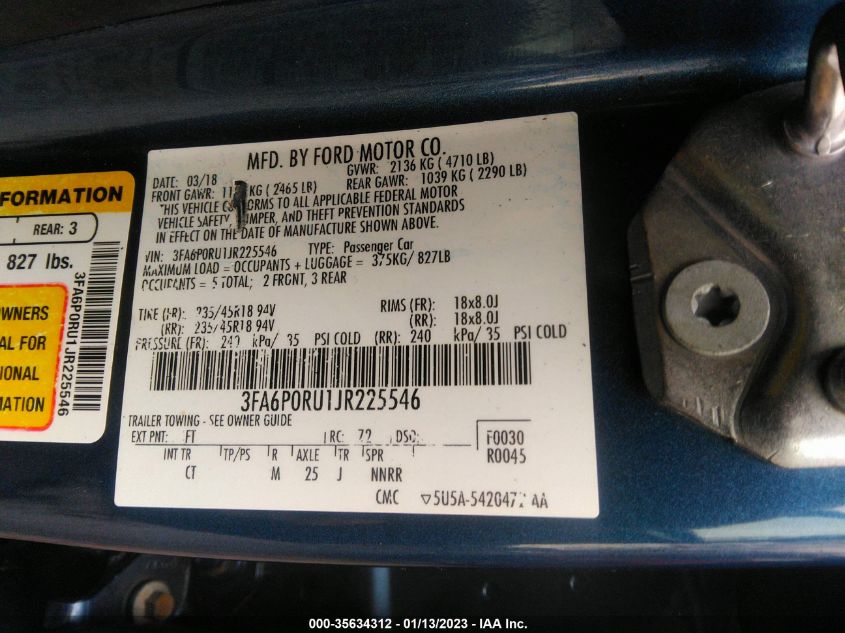 FORMATION
REAR: 3
827 lbs.
OWNERS
AL FOR
IONAL
MATION
3FA6P0RU1JR225546
MFD. BY FORD MOTOR CO.
DATE: 03/18 GVWR: 2136 KG ( 4710 LB)
FRONT GAWR: KG ( 2465 LB) REAR GAWR: 1039 KG ( 2290 LB)
THIS VEHICLE CONFORMS TO ALL APPLICABLE FEDERAL MOTOR
VEHICLE SAFETY, BUMPER, AND THEFT PREVENTION STANDARDS
IN EFFECT ON THE DATE OF MANUFACTURE SHOWN ABOVE.
VIN: 3FA6P0RU1JR225546 TYPE: Passenger Car
MAXIMUM LOAD = OCCUPANTS + LUGGAGE = 375KG/ 827LB
OCCUPANTS = 5 TOTAL; 2 FRONT, 3 REAR
TIRE (FR): 235/45R18 94V RIMS (FR): 18x8.0J
(RR): 235/45R18 94V (RR): 18x8.0J
PRESSURE (FR): 240 kPa/ 35 PSI COLD (RR): 240 kPa/ 35 PSI COLD
3FA6P0RU1JR225546
TRAILER TOWING - SEE OWNER GUIDE
EXT PNT: FT RC: 72 DSO: F0030
R0045
INT TR TP/PS R AXLE TR SPR
CT M 25 J NNRR
CMC ▽5U5A-5420472 AA
000-35634312 - 01/13/2023 - IAA Inc.